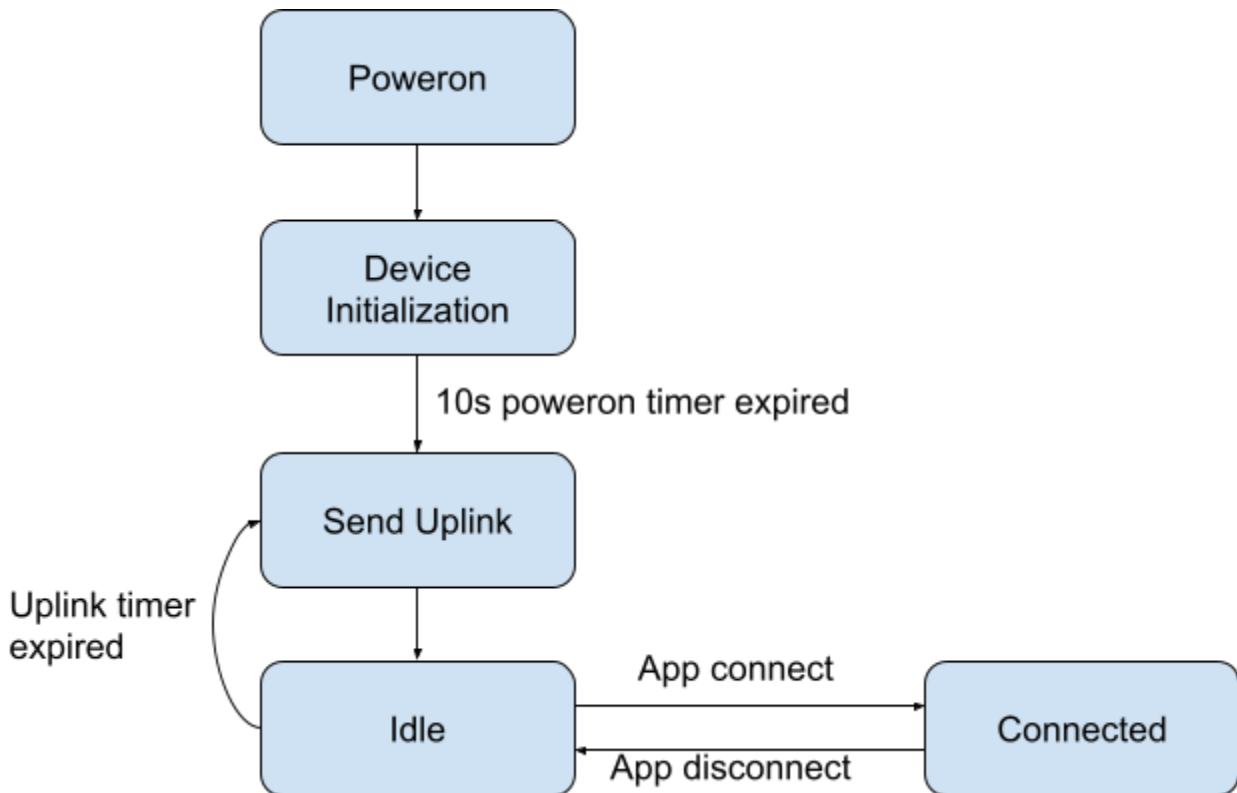 Poweron
Device
Initialization
10s poweron timer expired
Send Uplink
Uplink timer
expired
Idle
App connect
App disconnect
Connected